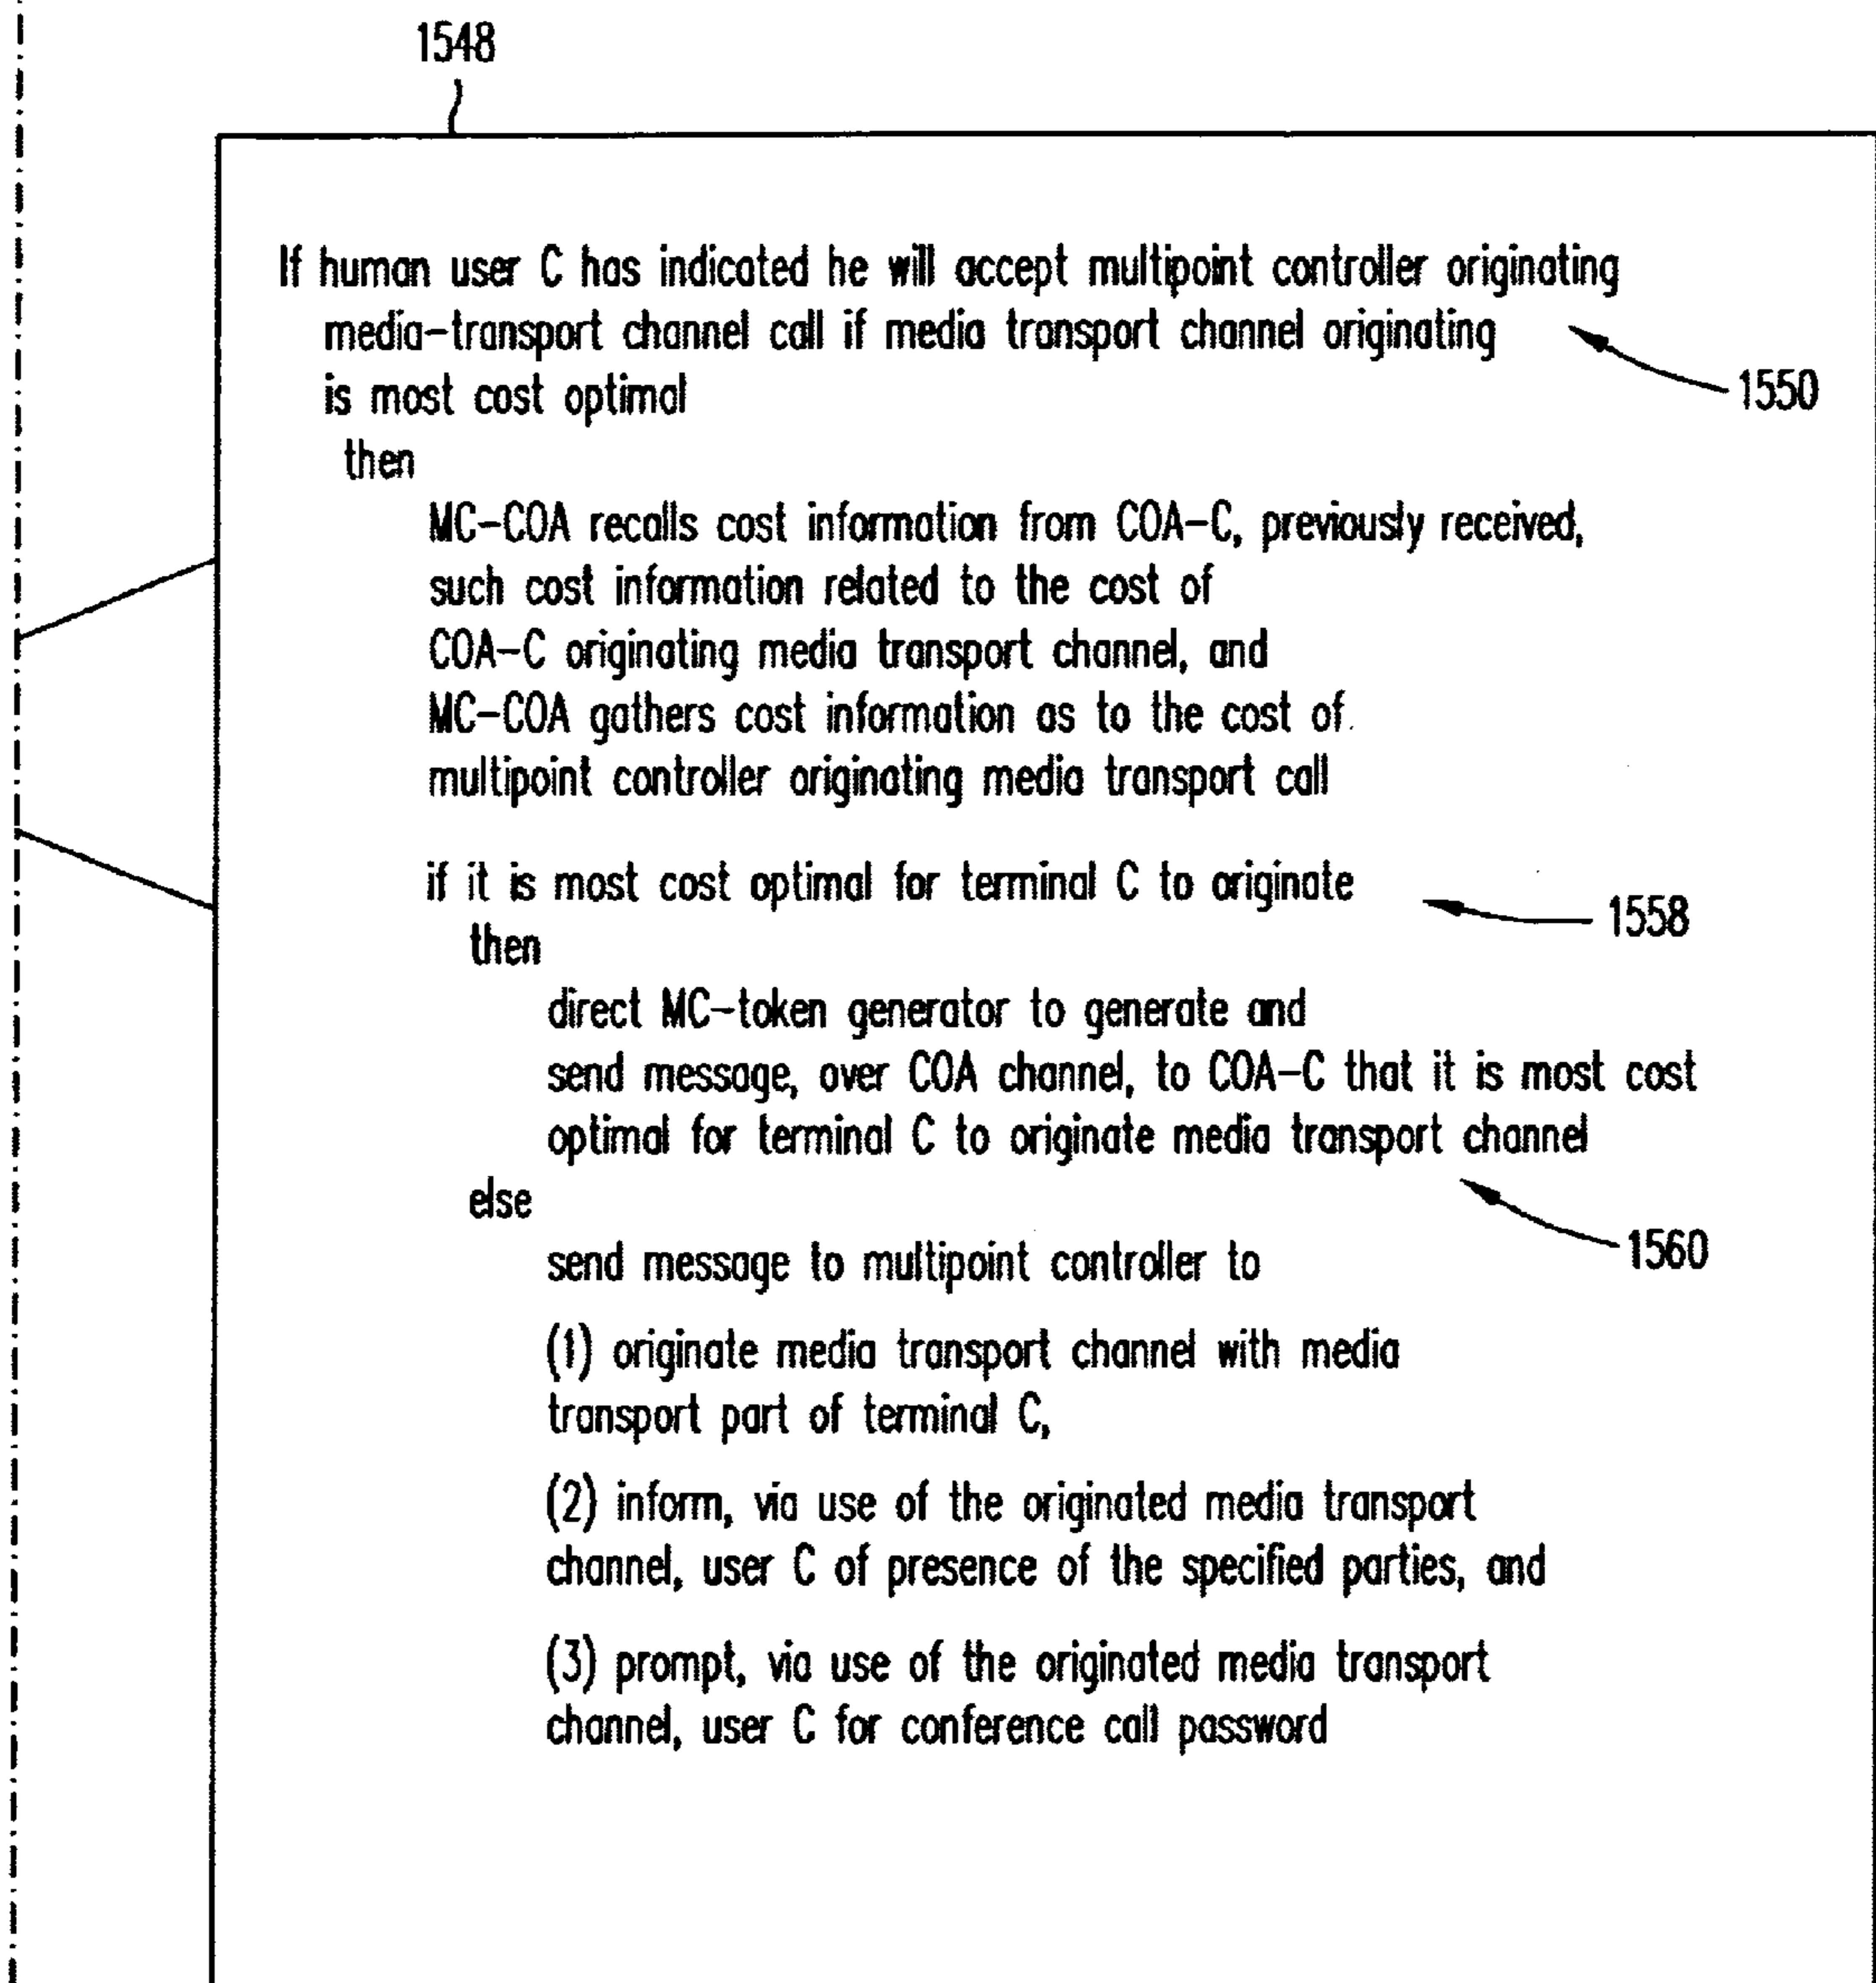 1548
If human user C has indicated he will accept multipoint controller originating
media-transport channel call if media transport channel originating
is most cost optimal
1550
then
MC-COA recalls cost information from COA-C, previously received,
such cost information related to the cost of
COA-C originating media transport channel, and
MC-COA gathers cost information as to the cost of
multipoint controller originating media transport call
if it is most cost optimal for terminal C to originate
1558
then
direct MC-token generator to generate and
send message, over COA channel, to COA-C that it is most cost
optimal for terminal C to originate media transport channel
else
1560
send message to multipoint controller to
(1) originate media transport channel with media
transport part of terminal C,
(2) inform, via use of the originated media transport
channel, user C of presence of the specified parties, and
(3) prompt, via use of the originated media transport
channel, user C for conference call password